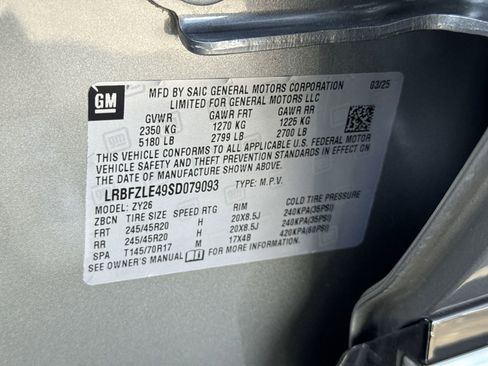 GM
MFD BY SAIC GENERAL MOTORS CORPORATION 03/25
LIMITED FOR GENERAL MOTORS LLC
GVWR GAWR FRT GAWR RR
2350 KG 1270 KG 1225 KG
5180 LB 2799 LB 2700 LB
THIS VEHICLE CONFORMS TO ALL APPLICABLE U.S. FEDERAL MOTOR
VEHICLE SAFETY AND THEFT PREVENTION STANDARDS IN EFFECT ON
THE DATE OF MANUFACTURE SHOWN ABOVE.
LRBFZLE49SD079093 TYPE: M.P.V.
MODEL: ZY26
ZBCN TIRE SIZE SPEED RTG RIM COLD TIRE PRESSURE
FRT 245/45R20 H 20X8.5J 240KPA(35PSI)
RR 245/45R20 H 20X8.5J 240KPA(35PSI)
SPA T145/70R17 M 17X4B 420KPA(60PSI)
SEE OWNER'S MANUAL FOR MORE INFORMATION.